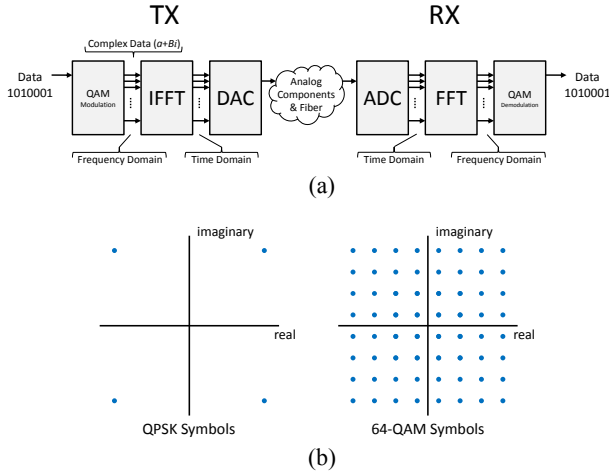 TX
RX
Complex Data (a+Bi)
Data
1010001
QAM
Modulation
IFFT
DAC
Analog
Components
& Fiber
ADC
FFT
QAM
Demodulation
Data
1010001
Frequency Domain
Time Domain
Time Domain
Frequency Domain
(a)
imaginary
real
QPSK Symbols
imaginary
real
64-QAM Symbols
(b)